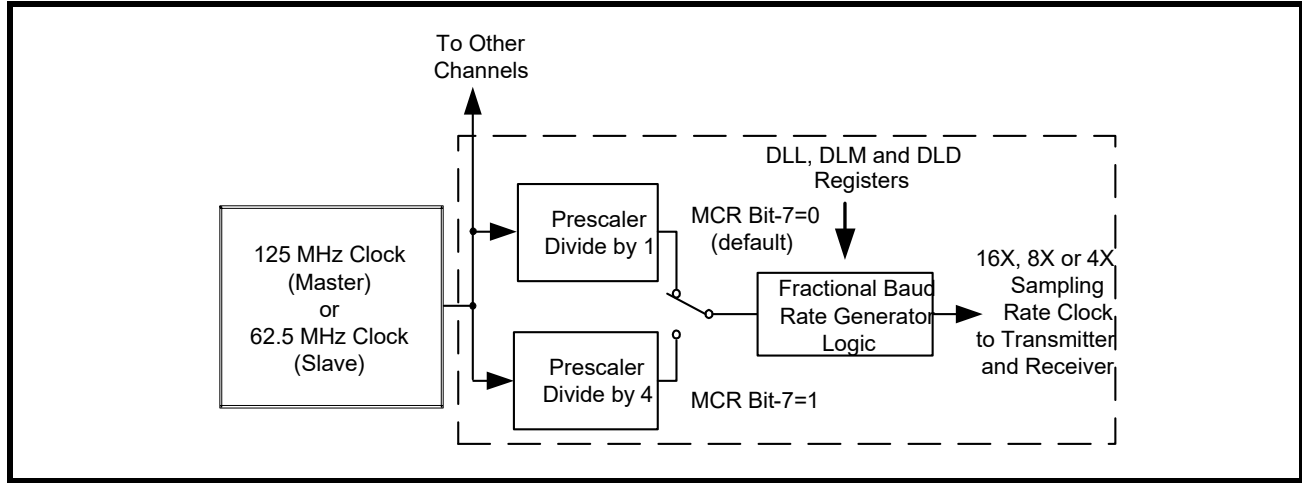 To Other
Channels
DLL, DLM and DLD
Registers
Prescaler
Divide by 1
MCR Bit-7=0
(default)
125 MHz Clock
(Master)
or
62.5 MHz Clock
(Slave)
Fractional Baud
Rate Generator
Logic
16X, 8X or 4X
Sampling
Rate Clock
to Transmitter
and Receiver
Prescaler
Divide by 4
MCR Bit-7=1